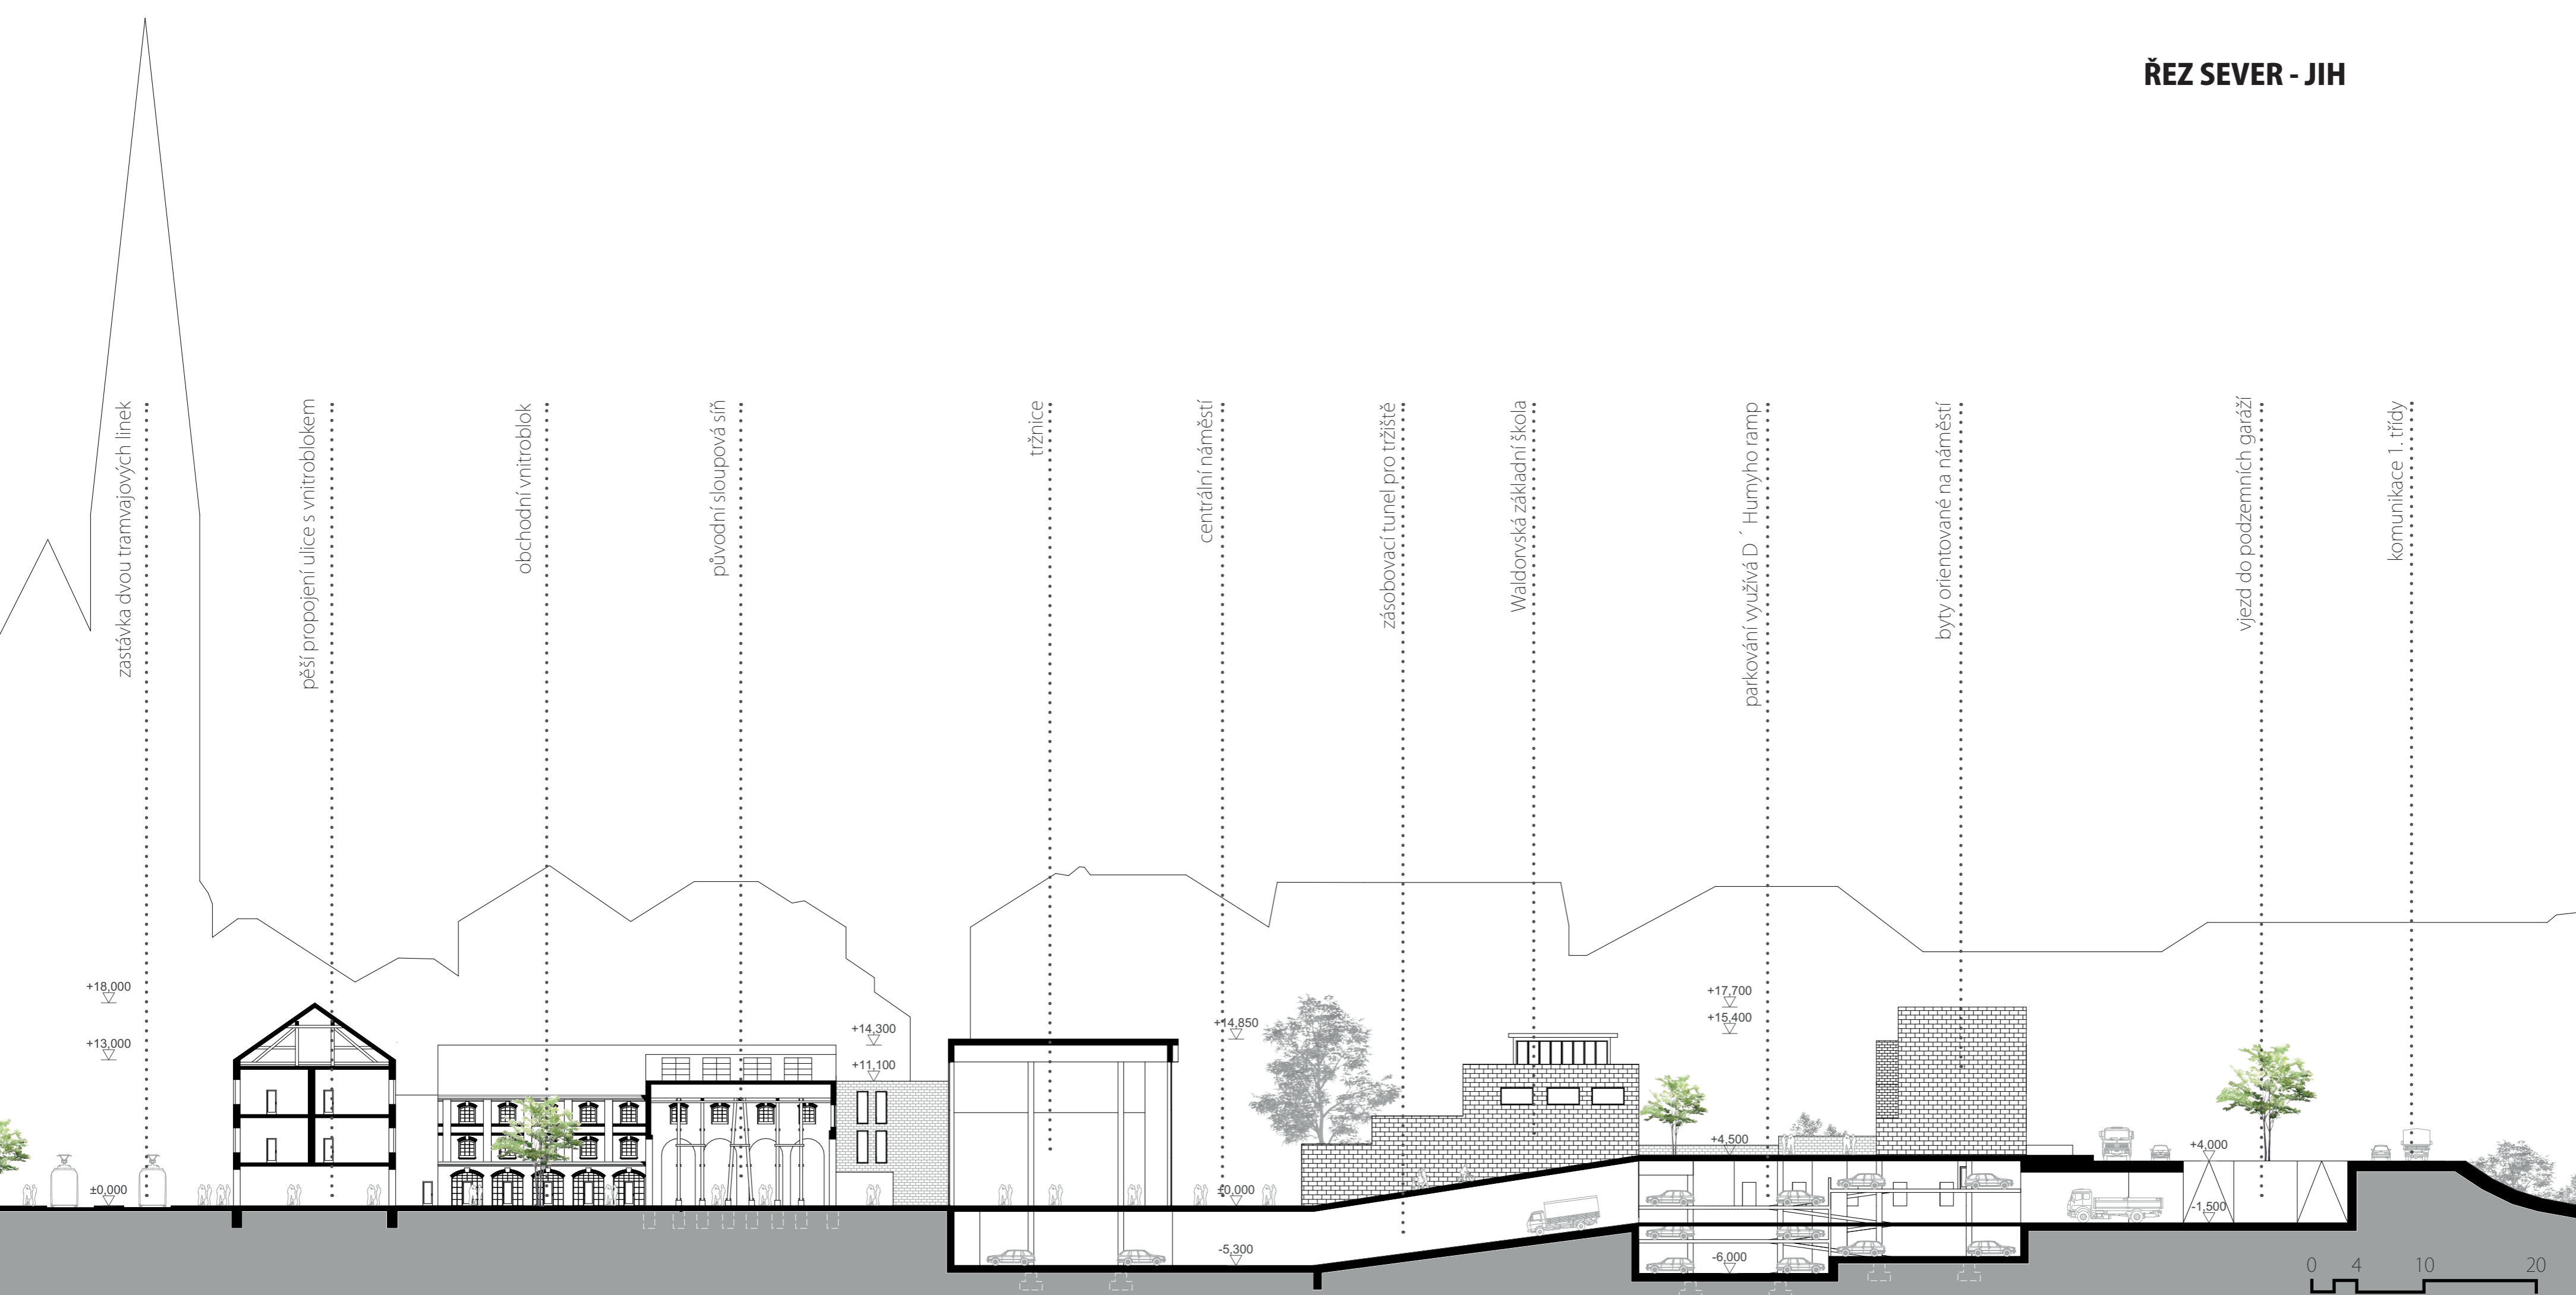 ŘEZ SEVER - JIH
zastávka dvou tramvajových linek
pěší propojení ulice s vnitroblokem
obchodní vnitroblok
původní sloupová síň
tržnice
centrální náměstí
zásobovací tunel pro tržiště
Waldorvská základní škola
parkování využívá D ´ Humyho ramp
byty orientované na náměstí
vjezd do podzemních garáží
komunikace 1. třídy
+18,000
+13,000
±0,000
+14,300
+11,100
+14,850
±0,000
-5,300
+17,700
+15,400
+4,500
-6,000
+4,000
-1,500
0 4 10 20